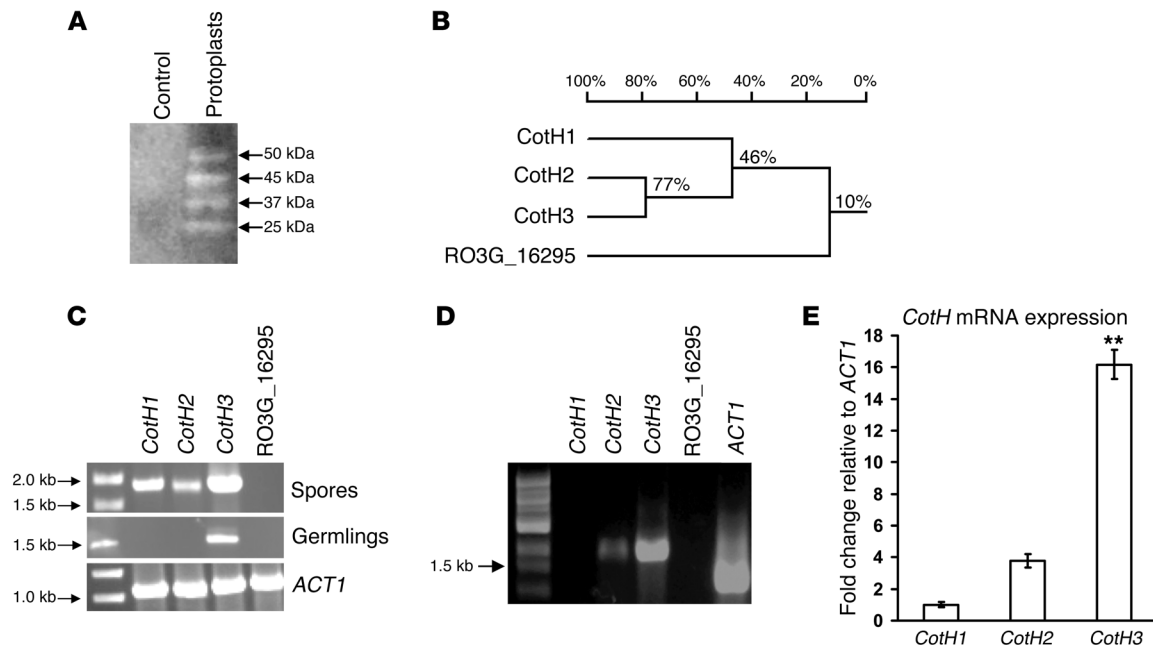 A
Control
Protoplasts
50 kDa
45 kDa
37 kDa
25 kDa
B
100% 80% 60% 40% 20% 0%
CotH1
CotH2
CotH3
RO3G_16295
77%
46%
10%
C
CotH1
CotH2
CotH3
RO3G_16295
2.0 kb
1.5 kb
Spores
1.5 kb
Germlings
1.0 kb
ACT1
D
CotH1
CotH2
CotH3
RO3G_16295
ACT1
1.5 kb
E
CotH mRNA expression
Fold change relative to ACT1
18
16
14
12
10
8
6
4
2
0
**
CotH1 CotH2 CotH3